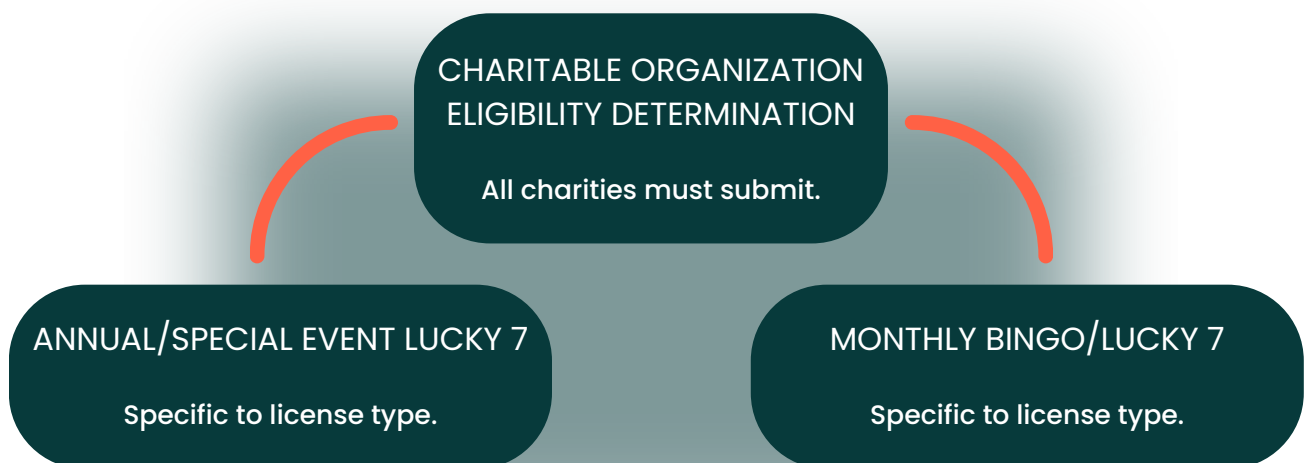 CHARITABLE ORGANIZATION
ELIGIBILITY DETERMINATION
All charities must submit.
ANNUAL/SPECIAL EVENT LUCKY 7
Specific to license type.
MONTHLY BINGO/LUCKY 7
Specific to license type.